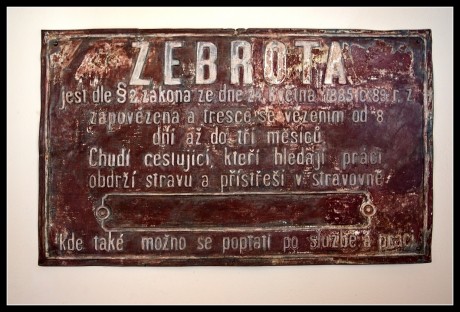 ŽEBROTA
jest dle § 2 zákona ze dne 24. května 1885 č. 89. ř. z.
zapovězena a tresce se vězením od 8
dní až do tří měsíců
Chudí cestující, kteří hledají práci
obdrží stravu a přístřeší v stravovně
Kde také možno se poptati po službě a práci